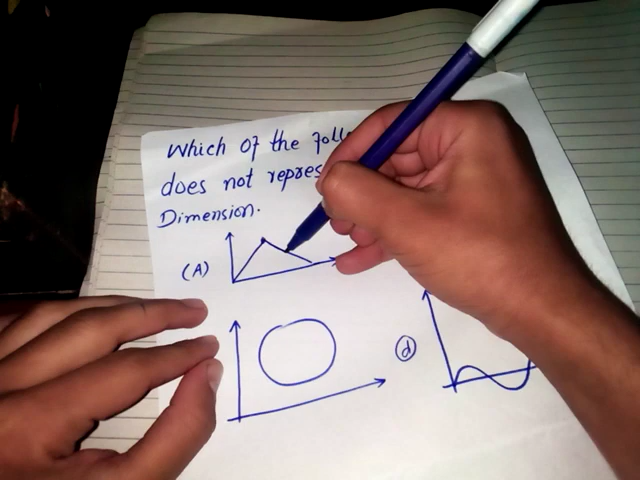 Which of the
does not
Dimension.
(A)
(d)